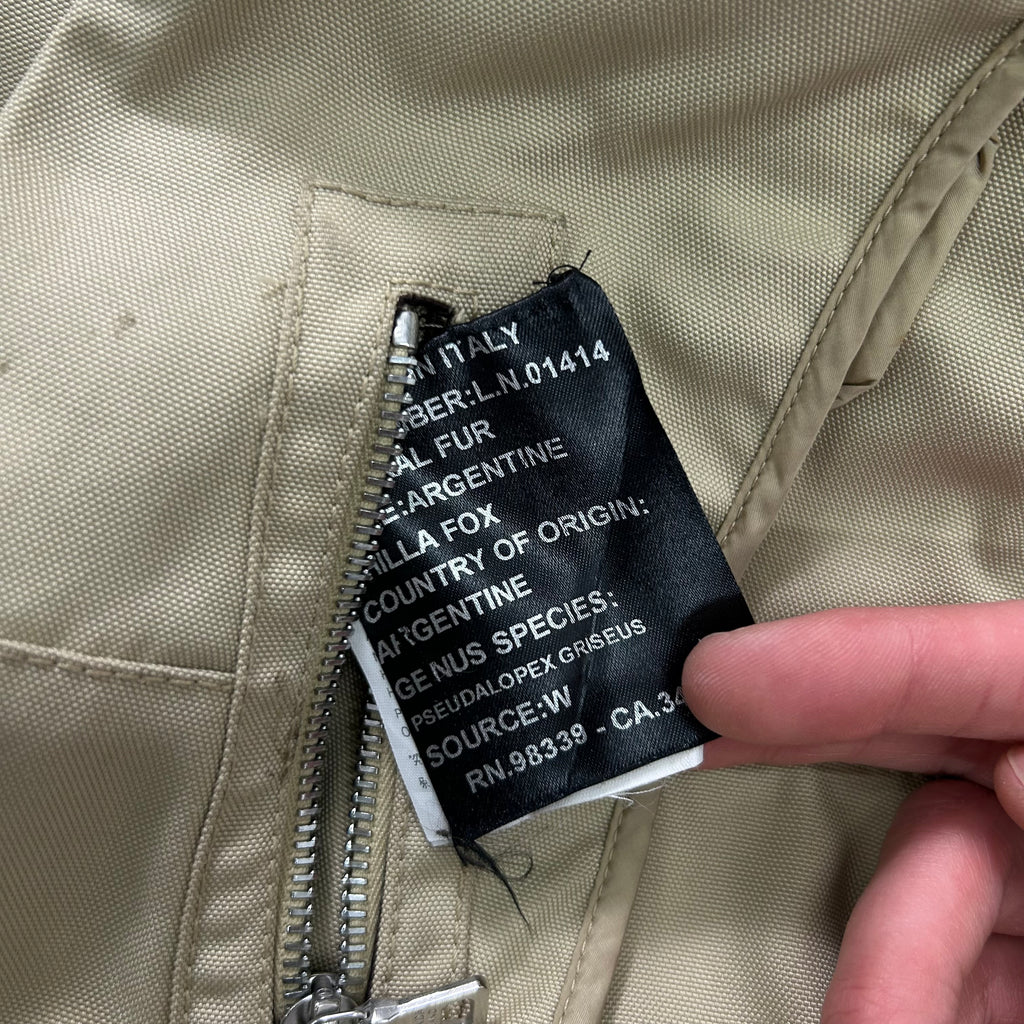 N ITALY
BER:L.N.01414
AL FUR
E:ARGENTINE
ILLA FOX
COUNTRY OF ORIGIN:
ARGENTINE
GENUS SPECIES:
PSEUDALOPEX GRISEUS
SOURCE:W
RN.98339 - CA.34